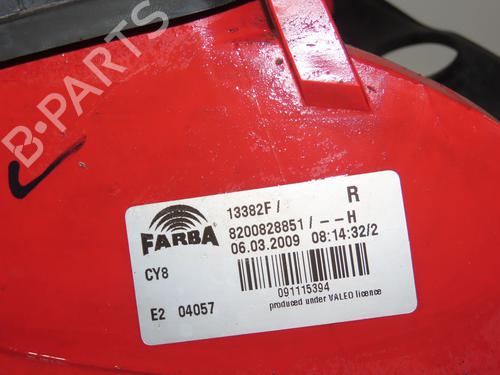 B-PARTS
13382F / R
FARBA
8200828851 / - - H
06.03.2009 08:14:32/2
CY8
091115394
E2 04057
produced under VALEO licence